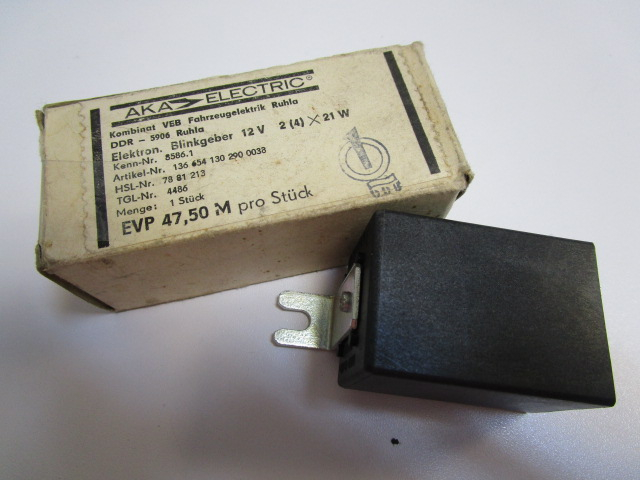 AKA ELECTRIC®
Kombinat VEB Fahrzeugelektrik Ruhla
DDR - 5906 Ruhla
Elektron. Blinkgeber 12 V 2 (4) X 21 W
Kenn-Nr. 8586.1
Artikel-Nr. 136 654 130 290 0038
HSL-Nr. 78 81 213
TGL-Nr. 4486
Menge: 1 Stück
EVP 47,50 M pro Stück